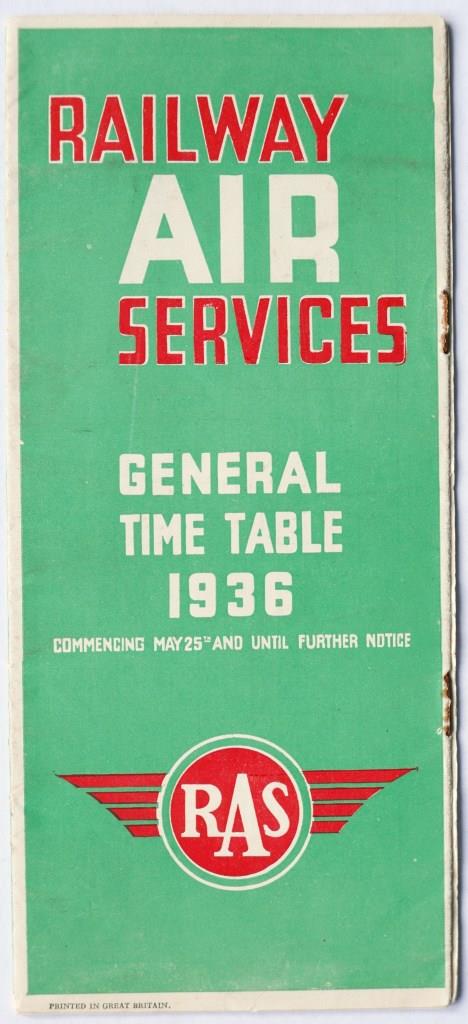 RAILWAY
AIR
SERVICES
GENERAL
TIME TABLE
1936
COMMENCING MAY 25TH AND UNTIL FURTHER NOTICE
RAS
PRINTED IN GREAT BRITAIN.